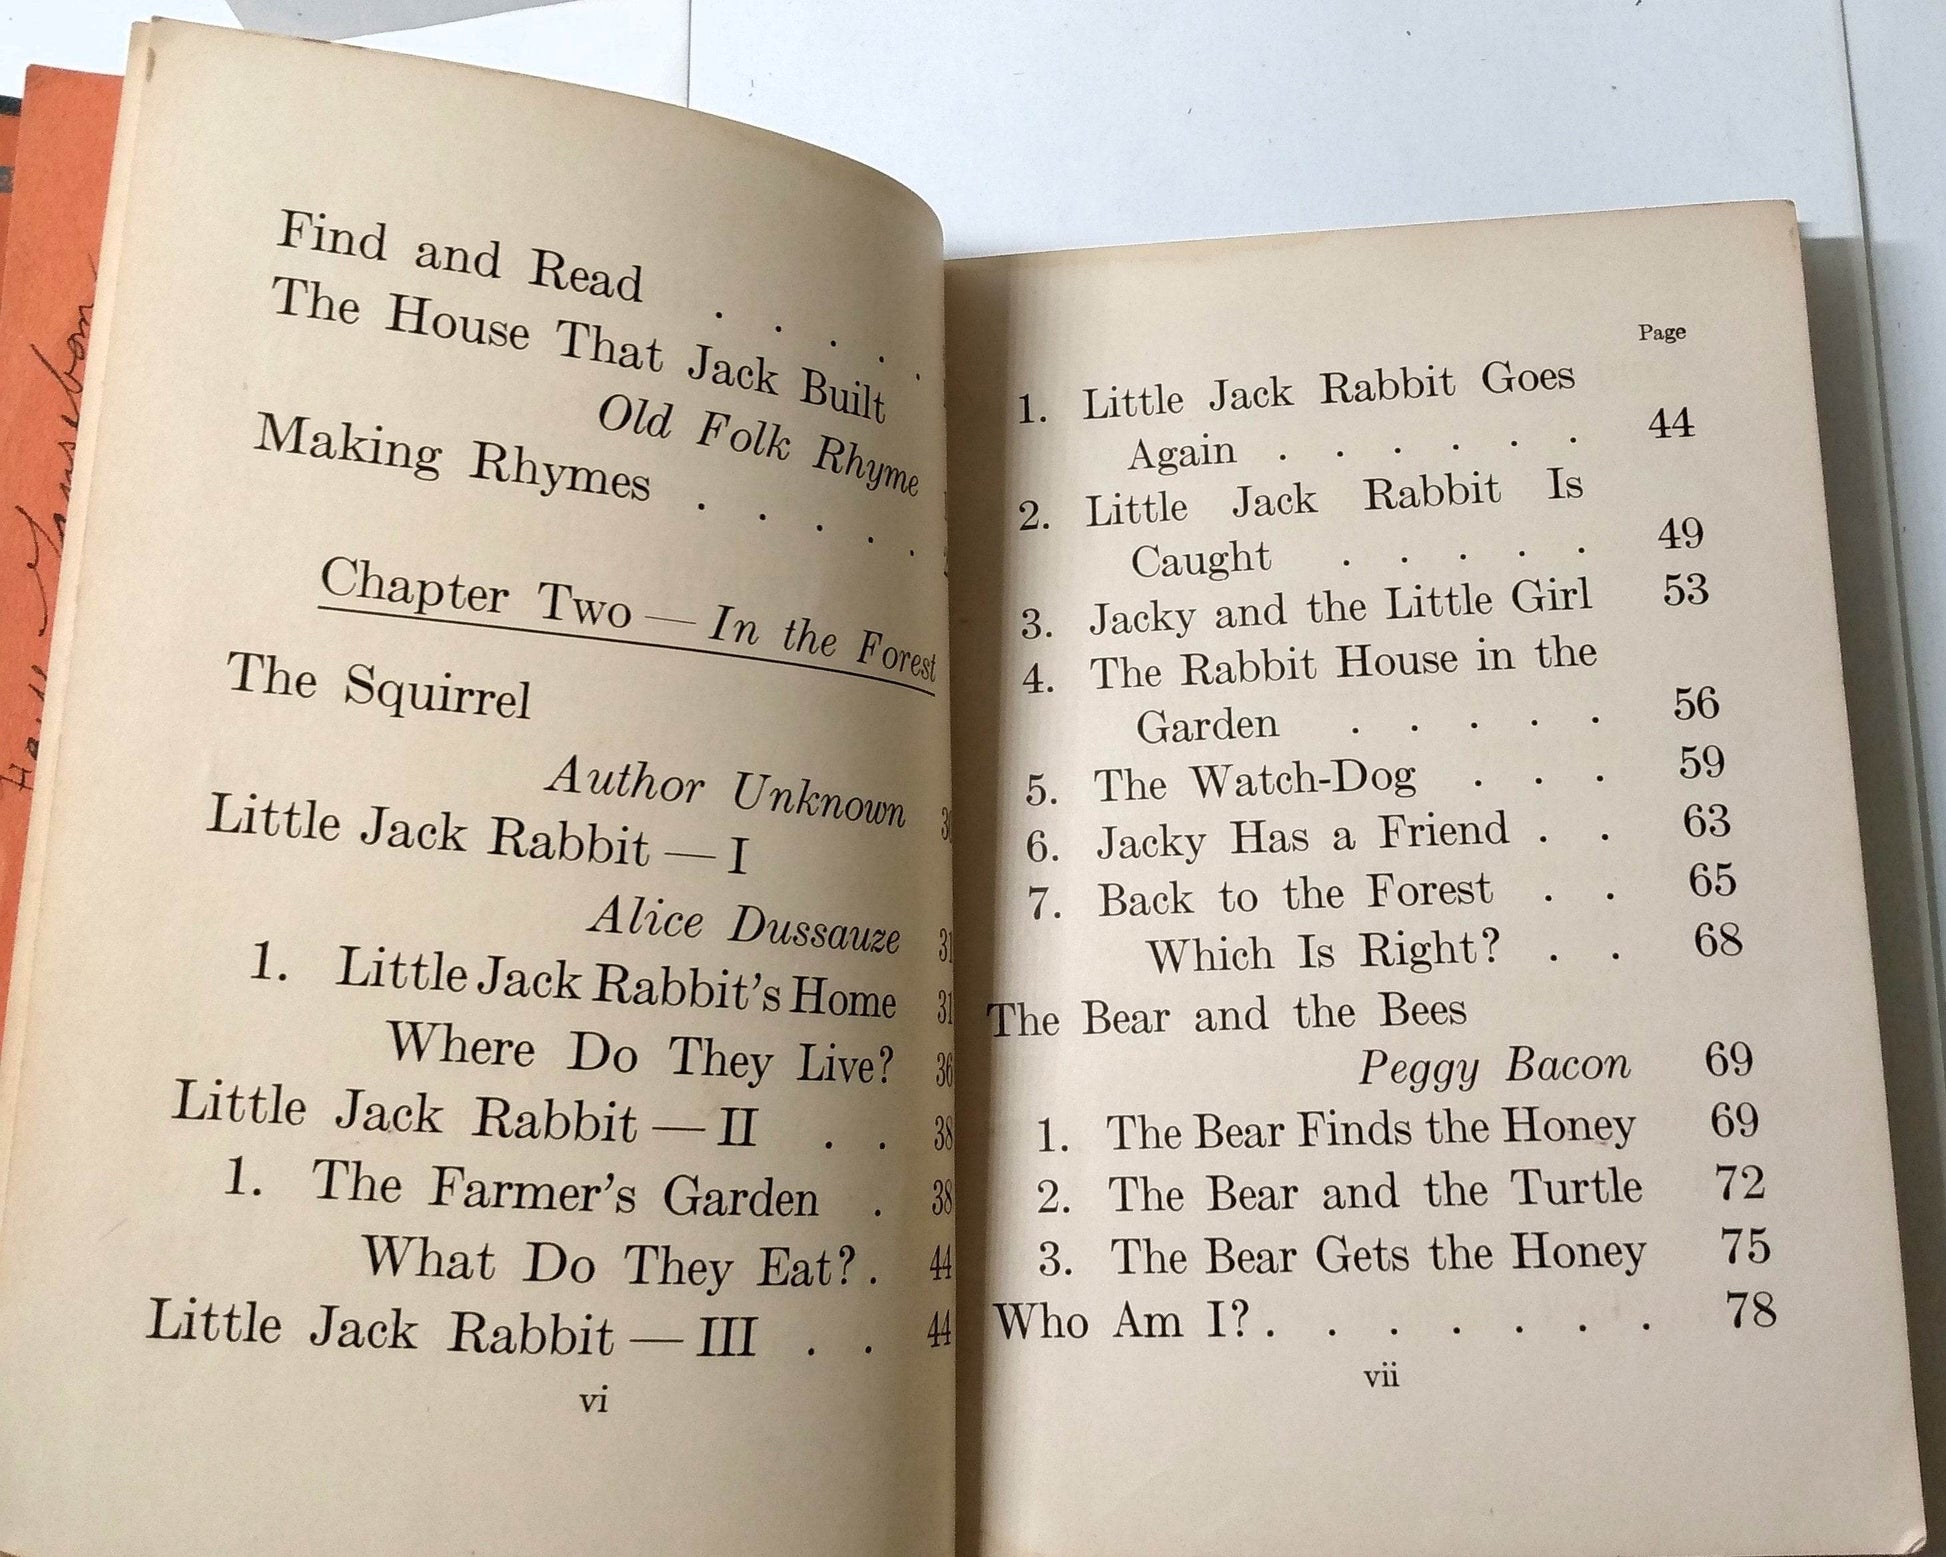 Find and Read . . . . .
The House That Jack Built
Old Folk Rhyme
Making Rhymes . . . . .
Chapter Two — In the Forest
The Squirrel
Author Unknown
Little Jack Rabbit — I
Alice Dussauze 31
1. Little Jack Rabbit's Home 31
Where Do They Live? 36
Little Jack Rabbit — II . . 38
1. The Farmer's Garden . 38
What Do They Eat? . 44
Little Jack Rabbit — III . . 44
vi
Page
1. Little Jack Rabbit Goes
Again . . . . . . 44
2. Little Jack Rabbit Is
Caught . . . . . 49
3. Jacky and the Little Girl 53
4. The Rabbit House in the
Garden . . . . . 56
5. The Watch-Dog . . . 59
6. Jacky Has a Friend . . 63
7. Back to the Forest . . 65
Which Is Right? . . 68
The Bear and the Bees
Peggy Bacon 69
1. The Bear Finds the Honey 69
2. The Bear and the Turtle 72
3. The Bear Gets the Honey 75
Who Am I? . . . . . . . 78
vii